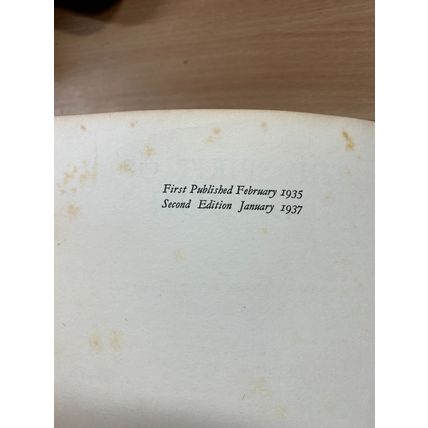 First Published February 1935
Second Edition January 1937